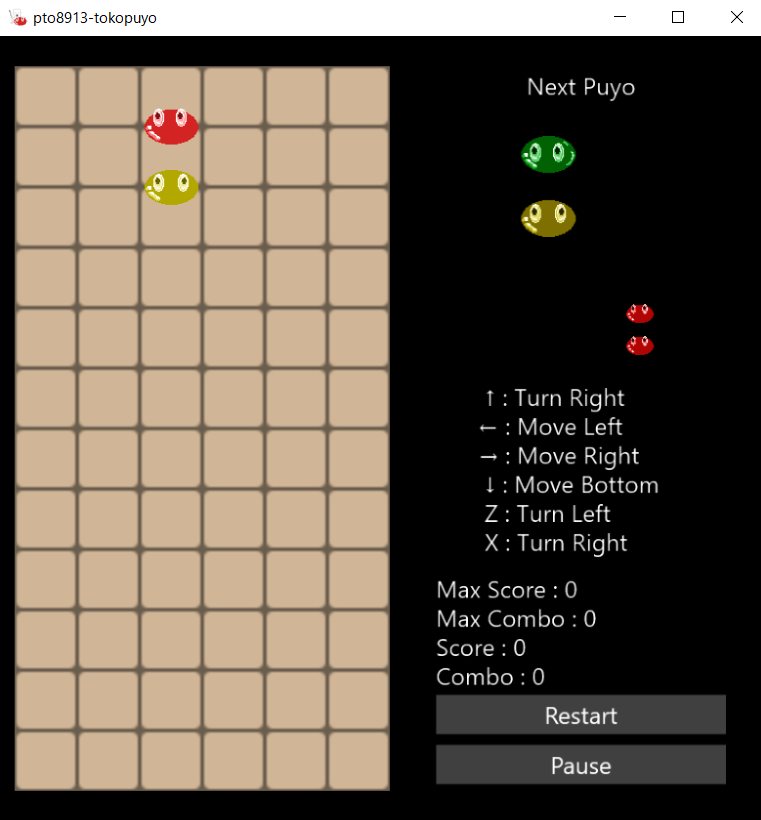 pto8913-tokopuyo
Next Puyo
↑ : Turn Right
← : Move Left
→ : Move Right
↓ : Move Bottom
Z : Turn Left
X : Turn Right
Max Score : 0
Max Combo : 0
Score : 0
Combo : 0
Restart
Pause